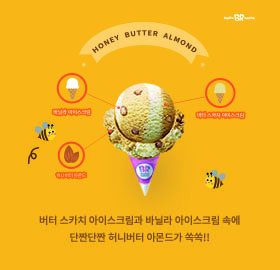 baskin BR robbins
HONEY BUTTER ALMOND
바닐라 아이스크림
버터 스카치 아이스크림
허니 버터 아몬드
BR
버터 스카치 아이스크림과 바닐라 아이스크림 속에
단짠단짠 허니버터 아몬드가 쏙쏙!!